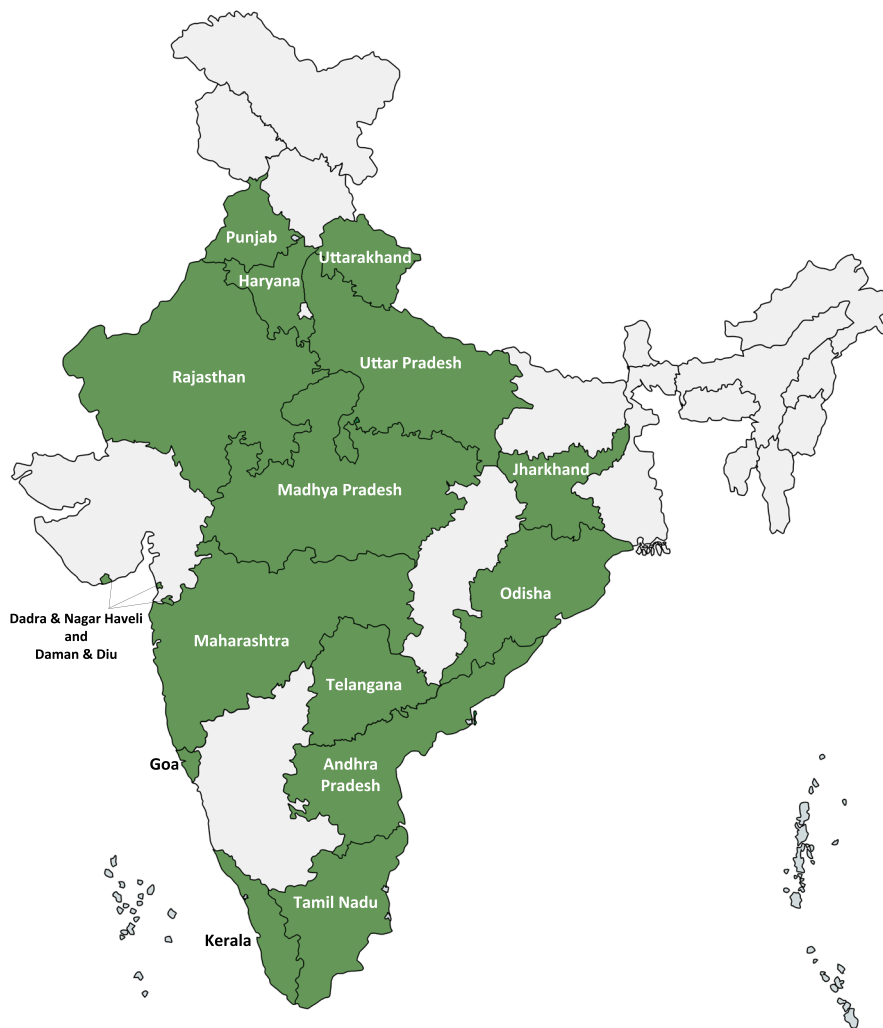 Punjab
Uttarakhand
Haryana
Uttar Pradesh
Rajasthan
Jharkhand
Madhya Pradesh
Odisha
Dadra & Nagar Haveli
and
Daman & Diu
Maharashtra
Telangana
Goa
Andhra
Pradesh
Tamil Nadu
Kerala